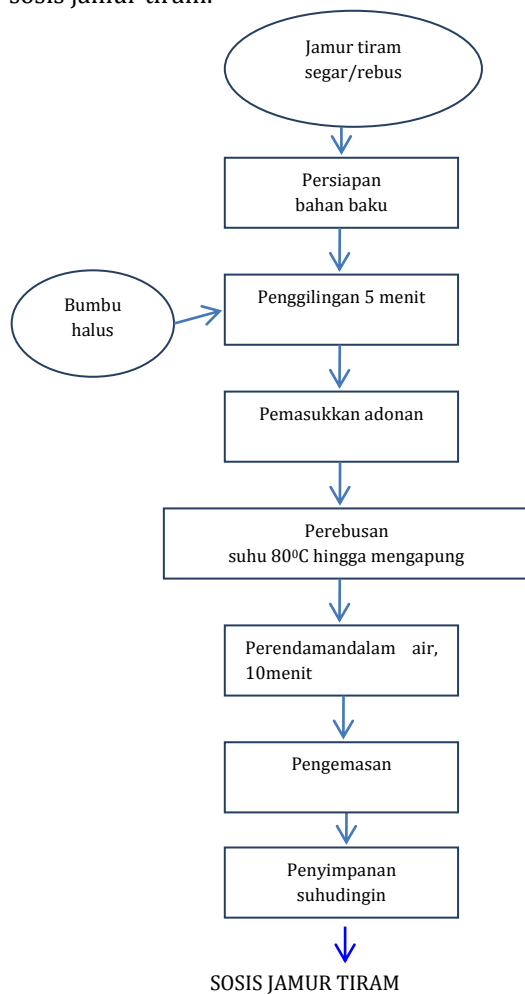 sosis jamur tiram.
Jamur tiram
segar/rebus
Persiapan
bahan baku
Bumbu
halus
Penggilingan 5 menit
Pemasukkan adonan
Perebusan
suhu 80⁰C hingga mengapung
Perendamandalam air,
10menit
Pengemasan
Penyimpanan
suhudingin
SOSIS JAMUR TIRAM